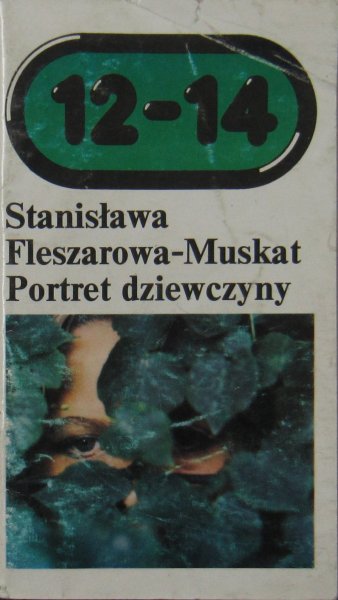 12-14
Stanisława
Fleszarowa-Muskat
Portret dziewczyny